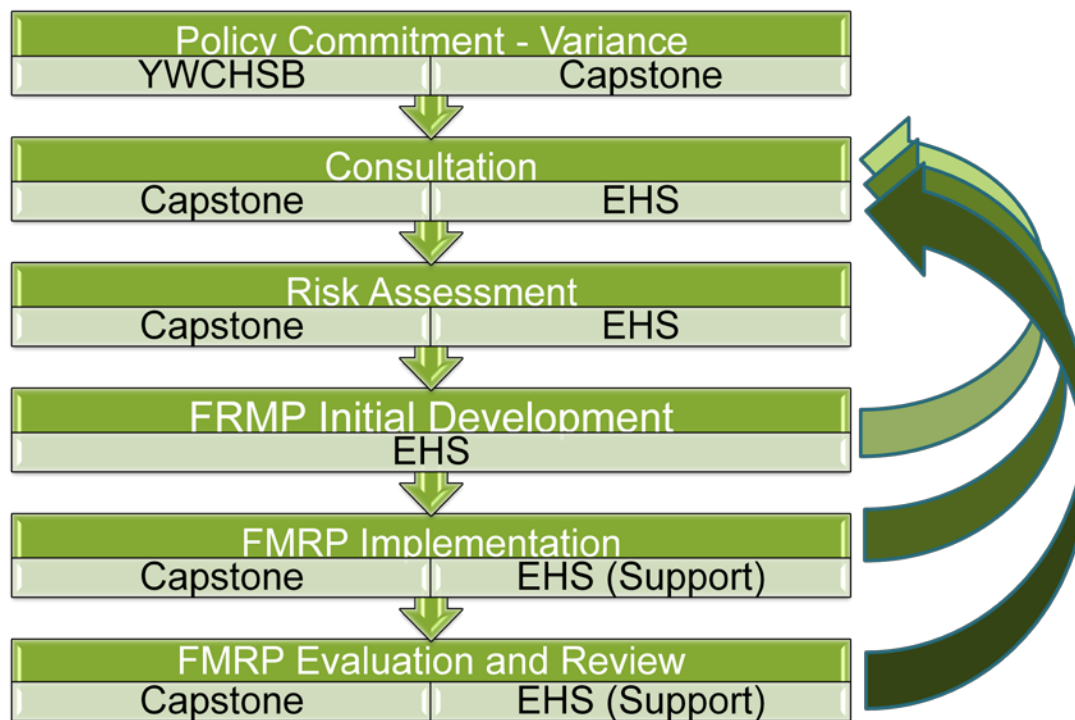 Policy Commitment - Variance
YWCHSB Capstone
Consultation
Capstone EHS
Risk Assessment
Capstone EHS
FRMP Initial Development
EHS
FMRP Implementation
Capstone EHS (Support)
FMRP Evaluation and Review
Capstone EHS (Support)